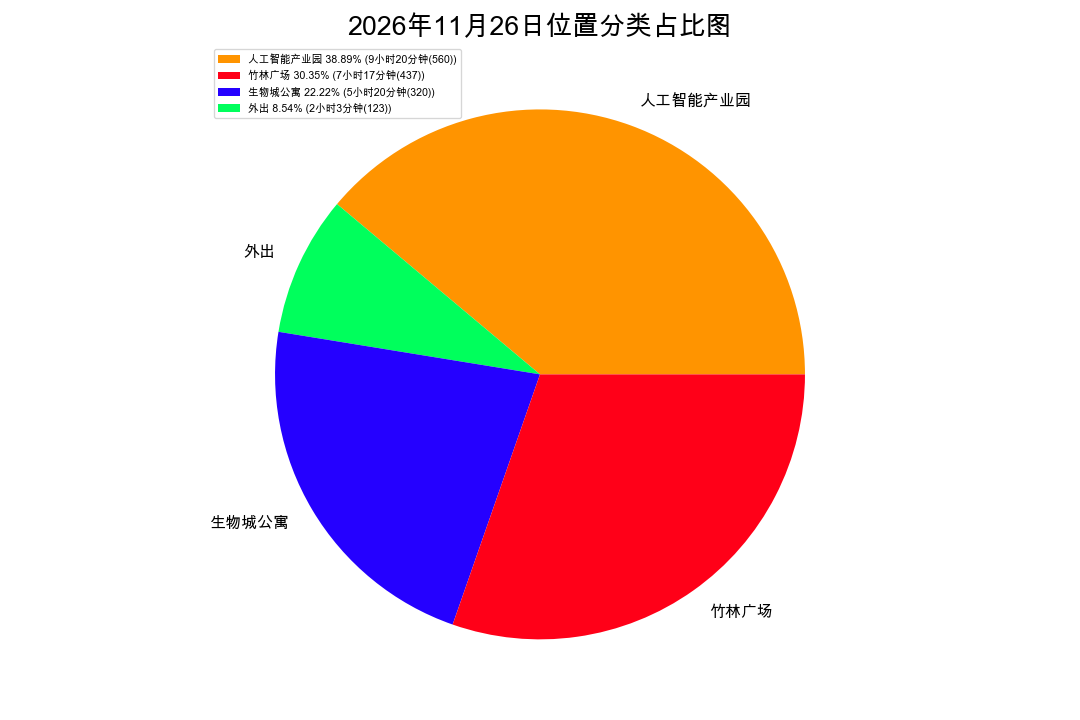 2026年11月26日位置分类占比图
人工智能产业园 38.89% (9小时20分钟(560))
竹林广场 30.35% (7小时17分钟(437))
生物城公寓 22.22% (5小时20分钟(320))
外出 8.54% (2小时3分钟(123))
人工智能产业园
外出
生物城公寓
竹林广场